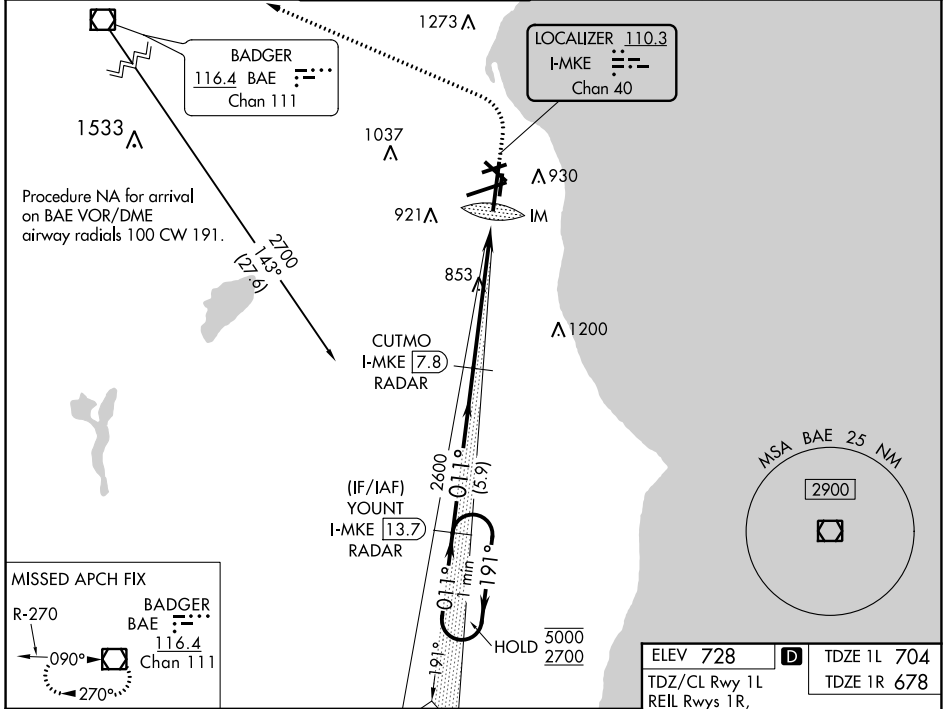 1273
BADGER
116.4 BAE
Chan 111
LOCALIZER 110.3
I-MKE
Chan 40
1533
1037
930
921
IM
Procedure NA for arrival
on BAE VOR/DME
airway radials 100 CW 191.
2700
143°
(27.6)
853
1200
CUTMO
I-MKE 7.8
RADAR
2600
011°
(5.9)
(IF/IAF)
YOUNT
I-MKE 13.7
RADAR
011°
1 min
191°
191°
HOLD 5000
2700
MSA BAE 25 NM
2900
MISSED APCH FIX
R-270
BADGER
BAE
116.4
Chan 111
090°
270°
ELEV 728 D TDZE 1L 704
TDZE 1R 678
TDZ/CL Rwy 1L
REIL Rwys 1R,